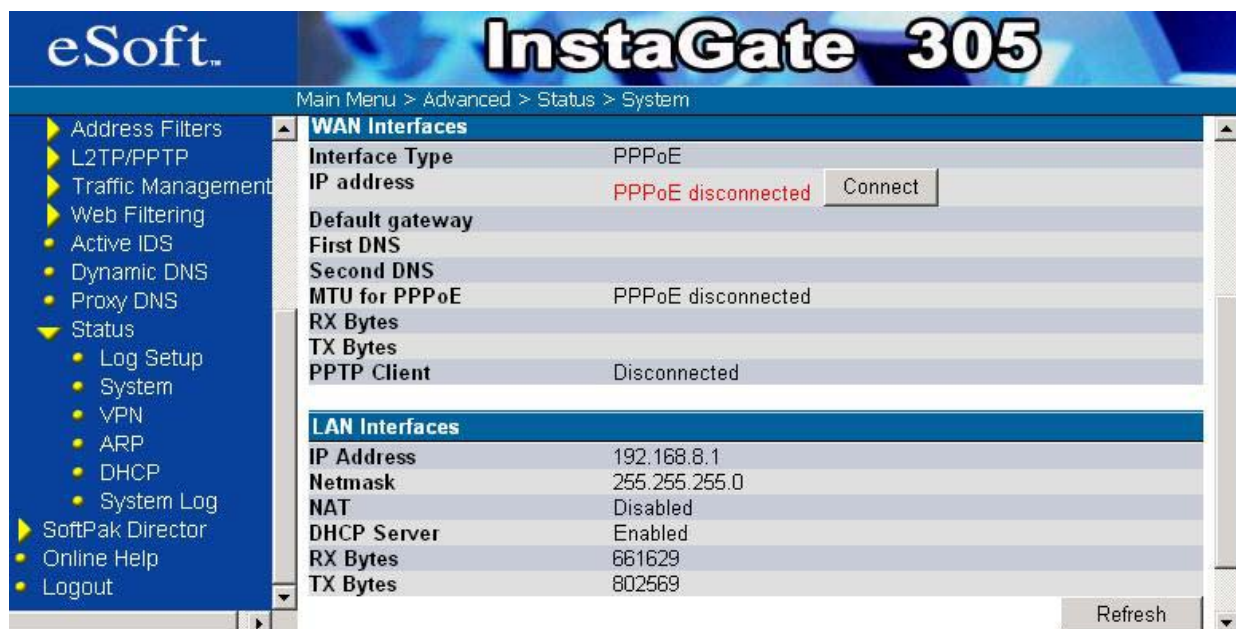 eSoft™
InstaGate 305
Main Menu > Advanced > Status > System
Address Filters
L2TP/PPTP
Traffic Management
Web Filtering
Active IDS
Dynamic DNS
Proxy DNS
Status
Log Setup
System
VPN
ARP
DHCP
System Log
SoftPak Director
Online Help
Logout
WAN Interfaces
Interface Type PPPoE
IP address PPPoE disconnected Connect
Default gateway
First DNS
Second DNS
MTU for PPPoE PPPoE disconnected
RX Bytes
TX Bytes
PPTP Client Disconnected
LAN Interfaces
IP Address 192.168.8.1
Netmask 255.255.255.0
NAT Disabled
DHCP Server Enabled
RX Bytes 661629
TX Bytes 802569
Refresh